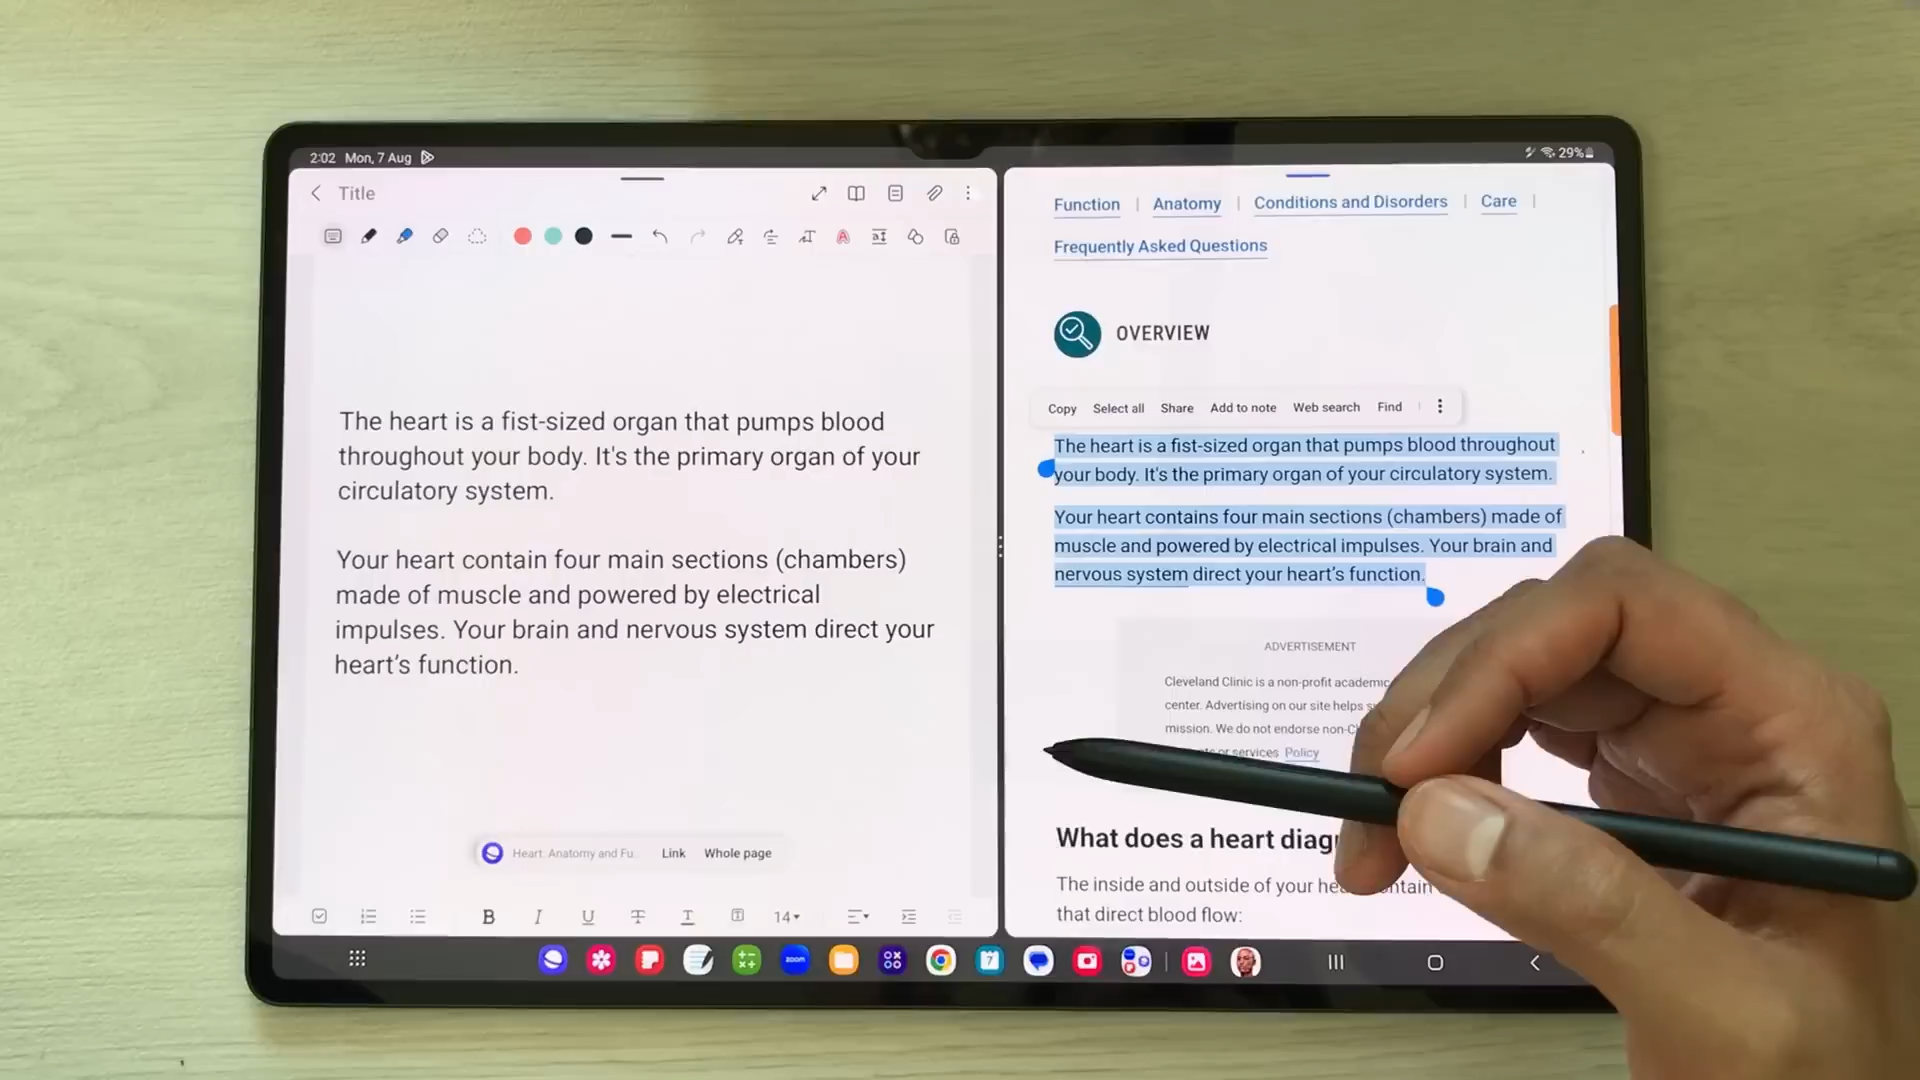 2:02 Mon, 7 Aug
29%
Title
The heart is a fist-sized organ that pumps blood
throughout your body. It's the primary organ of your
circulatory system.
Your heart contain four main sections (chambers)
made of muscle and powered by electrical
impulses. Your brain and nervous system direct your
heart’s function.
Heart: Anatomy and Fu... Link Whole page
B I U T T 14
Function | Anatomy | Conditions and Disorders | Care |
Frequently Asked Questions
OVERVIEW
Copy Select all Share Add to note Web search Find
The heart is a fist-sized organ that pumps blood throughout
your body. It's the primary organ of your circulatory system.
Your heart contains four main sections (chambers) made of
muscle and powered by electrical impulses. Your brain and
nervous system direct your heart’s function.
ADVERTISEMENT
Cleveland Clinic is a non-profit academic
center. Advertising on our site helps
mission. We do not endorse non-
or services. Policy
What does a heart
The inside and outside of your
that direct blood flow:
zoom
7